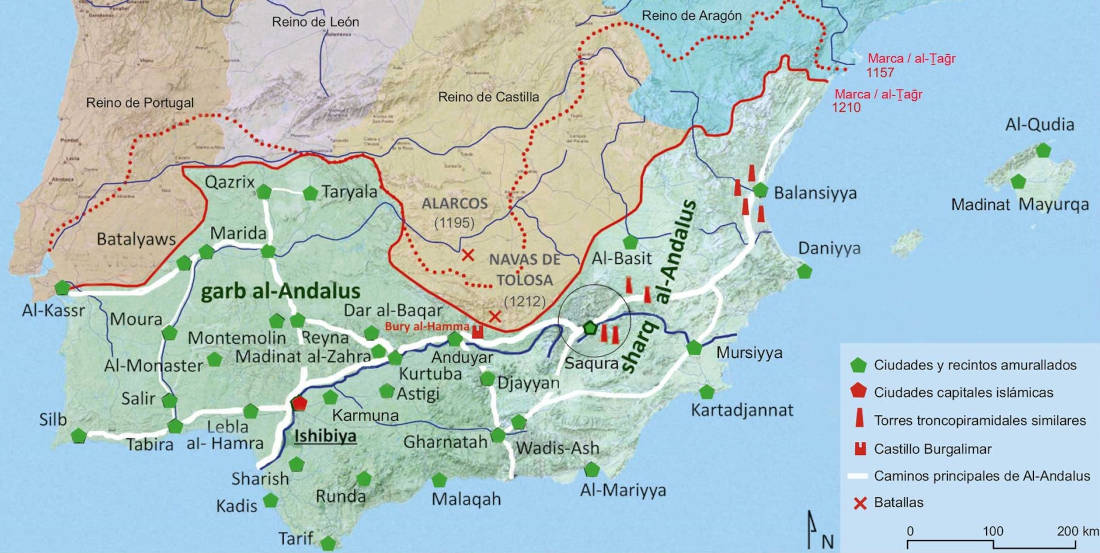 Reino de León
Reino de Aragón
Marca / al-Ṯağr
1157
Marca / al-Ṯağr
1210
Reino de Portugal
Reino de Castilla
Al-Qudia
Madinat Mayurqa
Qazrix
Taryala
Balansiyya
ALARCOS
(1195)
Batalyaws
Marida
NAVAS DE
TOLOSA
(1212)
Al-Basit
sharq al-Andalus
Daniyya
garb al-Andalus
Al-Kassr
Moura
Dar al-Baqar
Bury al-Hamma
Montemolin
Reyna
Madinat al-Zahra
Anduyar
Saqura
Mursiyya
Al-Monaster
Kurtuba
Djayyan
Astigi
Salir
Karmuna
Kartadjannat
Silb
Tabira
Lebla
al- Hamra
Ishibiya
Gharnatah
Wadis-Ash
Sharish
Runda
Malaqah
Al-Mariyya
Kadis
Tarif
Ciudades y recintos amurallados
Ciudades capitales islámicas
Torres troncopiramidales similares
Castillo Burgalimar
Caminos principales de Al-Andalus
Batallas
N
0 100 200 km